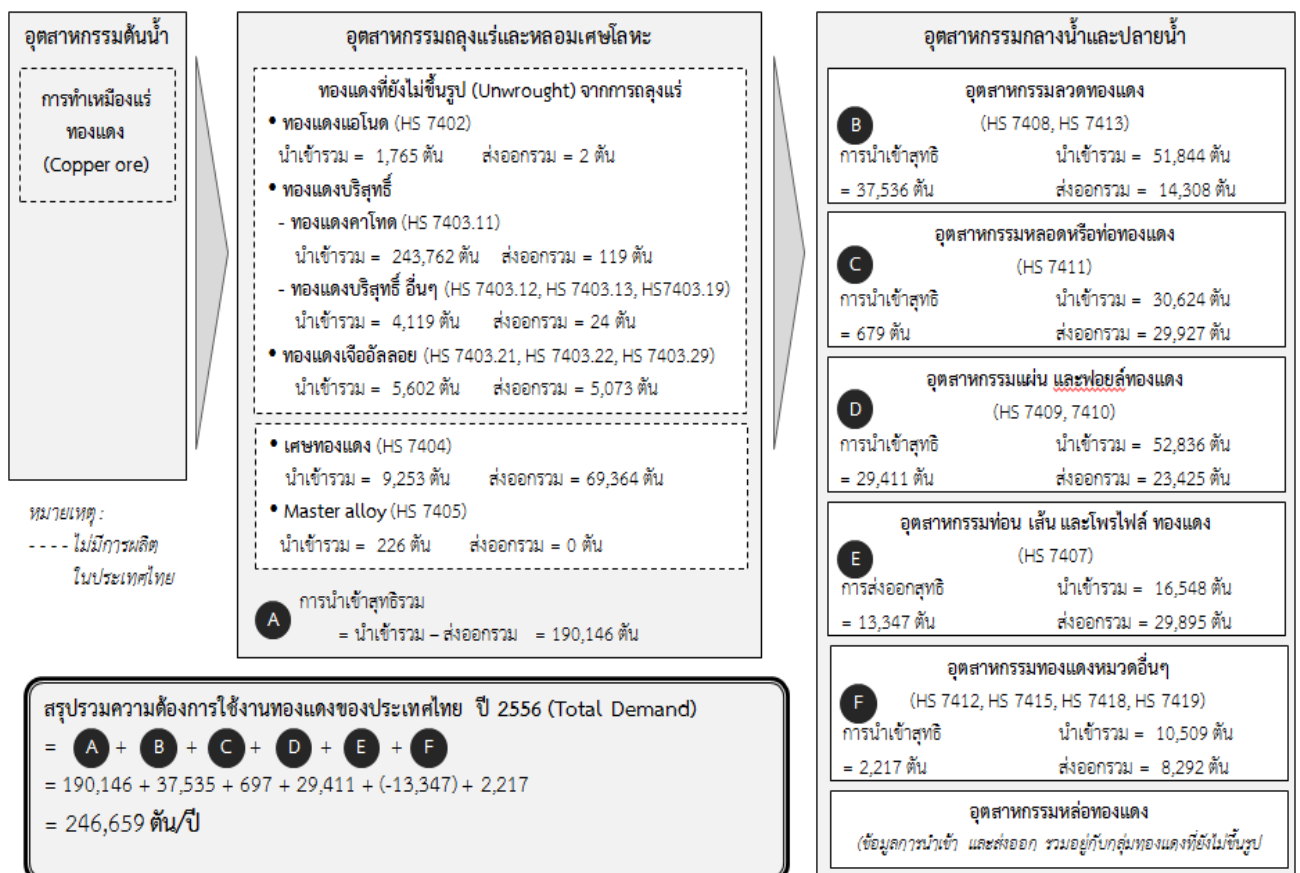 อุตสาหกรรมต้นน้ำ
การทำเหมืองแร่
ทองแดง
(Copper ore)
หมายเหตุ :
- - - - ไม่มีการผลิต
ในประเทศไทย
อุตสาหกรรมถลุงแร่และหลอมเศษโลหะ
ทองแดงที่ยังไม่ขึ้นรูป (Unwrought) จากการถลุงแร่
• ทองแดงแอโนด (HS 7402)
นำเข้ารวม = 1,765 ตัน ส่งออกรวม = 2 ตัน
• ทองแดงบริสุทธิ์
- ทองแดงคาโทด (HS 7403.11)
นำเข้ารวม = 243,762 ตัน ส่งออกรวม = 119 ตัน
- ทองแดงบริสุทธิ์ อื่นๆ (HS 7403.12, HS 7403.13, HS7403.19)
นำเข้ารวม = 4,119 ตัน ส่งออกรวม = 24 ตัน
• ทองแดงเจืออัลลอย (HS 7403.21, HS 7403.22, HS 7403.29)
นำเข้ารวม = 5,602 ตัน ส่งออกรวม = 5,073 ตัน
• เศษทองแดง (HS 7404)
นำเข้ารวม = 9,253 ตัน ส่งออกรวม = 69,364 ตัน
• Master alloy (HS 7405)
นำเข้ารวม = 226 ตัน ส่งออกรวม = 0 ตัน
A การนำเข้าสุทธิรวม
= นำเข้ารวม – ส่งออกรวม = 190,146 ตัน
อุตสาหกรรมกลางน้ำและปลายน้ำ
อุตสาหกรรมลวดทองแดง
B (HS 7408, HS 7413)
การนำเข้าสุทธิ นำเข้ารวม = 51,844 ตัน
= 37,536 ตัน ส่งออกรวม = 14,308 ตัน
อุตสาหกรรมหลอดหรือท่อทองแดง
C (HS 7411)
การนำเข้าสุทธิ นำเข้ารวม = 30,624 ตัน
= 679 ตัน ส่งออกรวม = 29,927 ตัน
อุตสาหกรรมแผ่น และฟอยล์ทองแดง
D (HS 7409, 7410)
การนำเข้าสุทธิ นำเข้ารวม = 52,836 ตัน
= 29,411 ตัน ส่งออกรวม = 23,425 ตัน
อุตสาหกรรมท่อน เส้น และโพรไฟล์ ทองแดง
E (HS 7407)
การส่งออกสุทธิ นำเข้ารวม = 16,548 ตัน
= 13,347 ตัน ส่งออกรวม = 29,895 ตัน
อุตสาหกรรมทองแดงหมวดอื่นๆ
F (HS 7412, HS 7415, HS 7418, HS 7419)
การนำเข้าสุทธิ นำเข้ารวม = 10,509 ตัน
= 2,217 ตัน ส่งออกรวม = 8,292 ตัน
อุตสาหกรรมหล่อทองแดง
(ข้อมูลการนำเข้า และส่งออก รวมอยู่กับกลุ่มทองแดงที่ยังไม่ขึ้นรูป
สรุปรวมความต้องการใช้งานทองแดงของประเทศไทย ปี 2556 (Total Demand)
= A + B + C + D + E + F
= 190,146 + 37,535 + 697 + 29,411 + (-13,347) + 2,217
= 246,659 ตัน/ปี